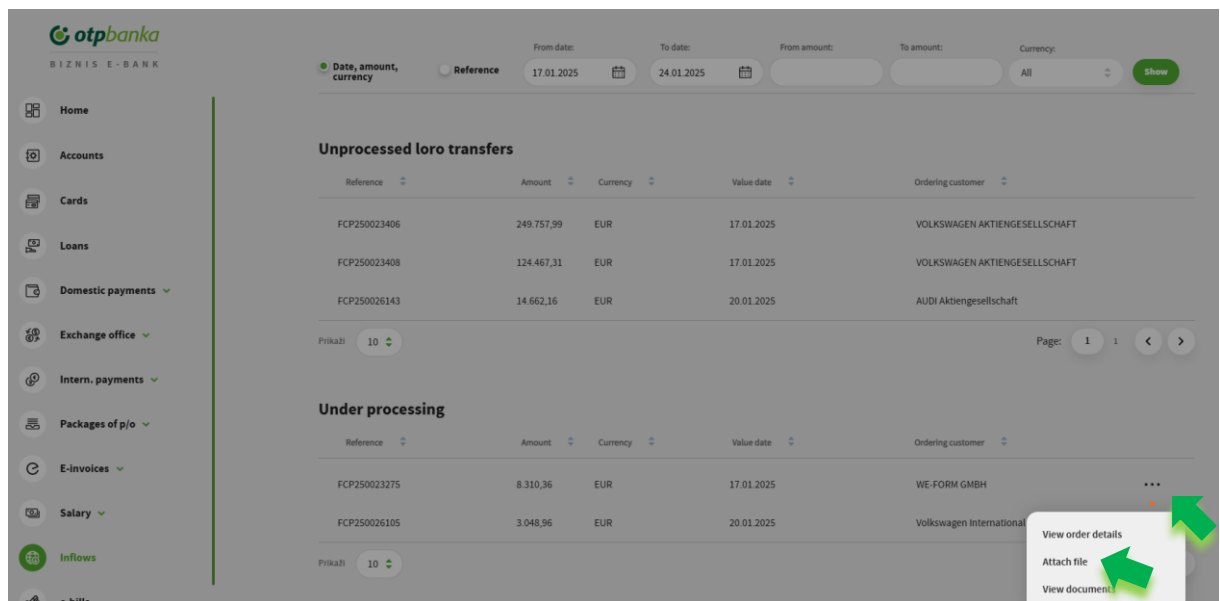 otpbanka
BIZNIS E-BANK
Home
Accounts
Cards
Loans
Domestic payments
Exchange office
Intern. payments
Packages of p/o
E-invoices
Salary
Inflows
e-bills
From date: To date: From amount: To amount: Currency:
Date, amount, currency Reference 17.01.2025 24.01.2025 All Show
Unprocessed loro transfers
Reference Amount Currency Value date Ordering customer
FCP250023406 249.757,99 EUR 17.01.2025 VOLKSWAGEN AKTIENGESELLSCHAFT
FCP250023408 124.467,31 EUR 17.01.2025 VOLKSWAGEN AKTIENGESELLSCHAFT
FCP250026143 14.662,16 EUR 20.01.2025 AUDI Aktiengesellschaft
Prikaži 10 Page: 1 1
Under processing
Reference Amount Currency Value date Ordering customer
FCP250023275 8.310,36 EUR 17.01.2025 WE-FORM GMBH
FCP250026105 3.048,96 EUR 20.01.2025 Volkswagen International
Prikaži 10
View order details
Attach file
View documents